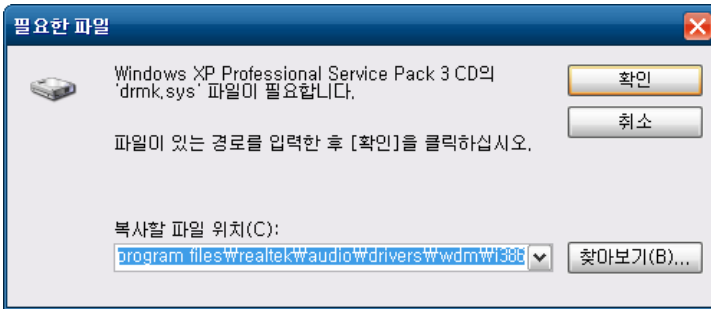 필요한 파일
Windows XP Professional Service Pack 3 CD의
'drmk.sys' 파일이 필요합니다.
확인
취소
파일이 있는 경로를 입력한 후 [확인]을 클릭하십시오.
복사할 파일 위치(C):
program files₩realtek₩audio₩drivers₩wdm₩i386
찾아보기(B)...